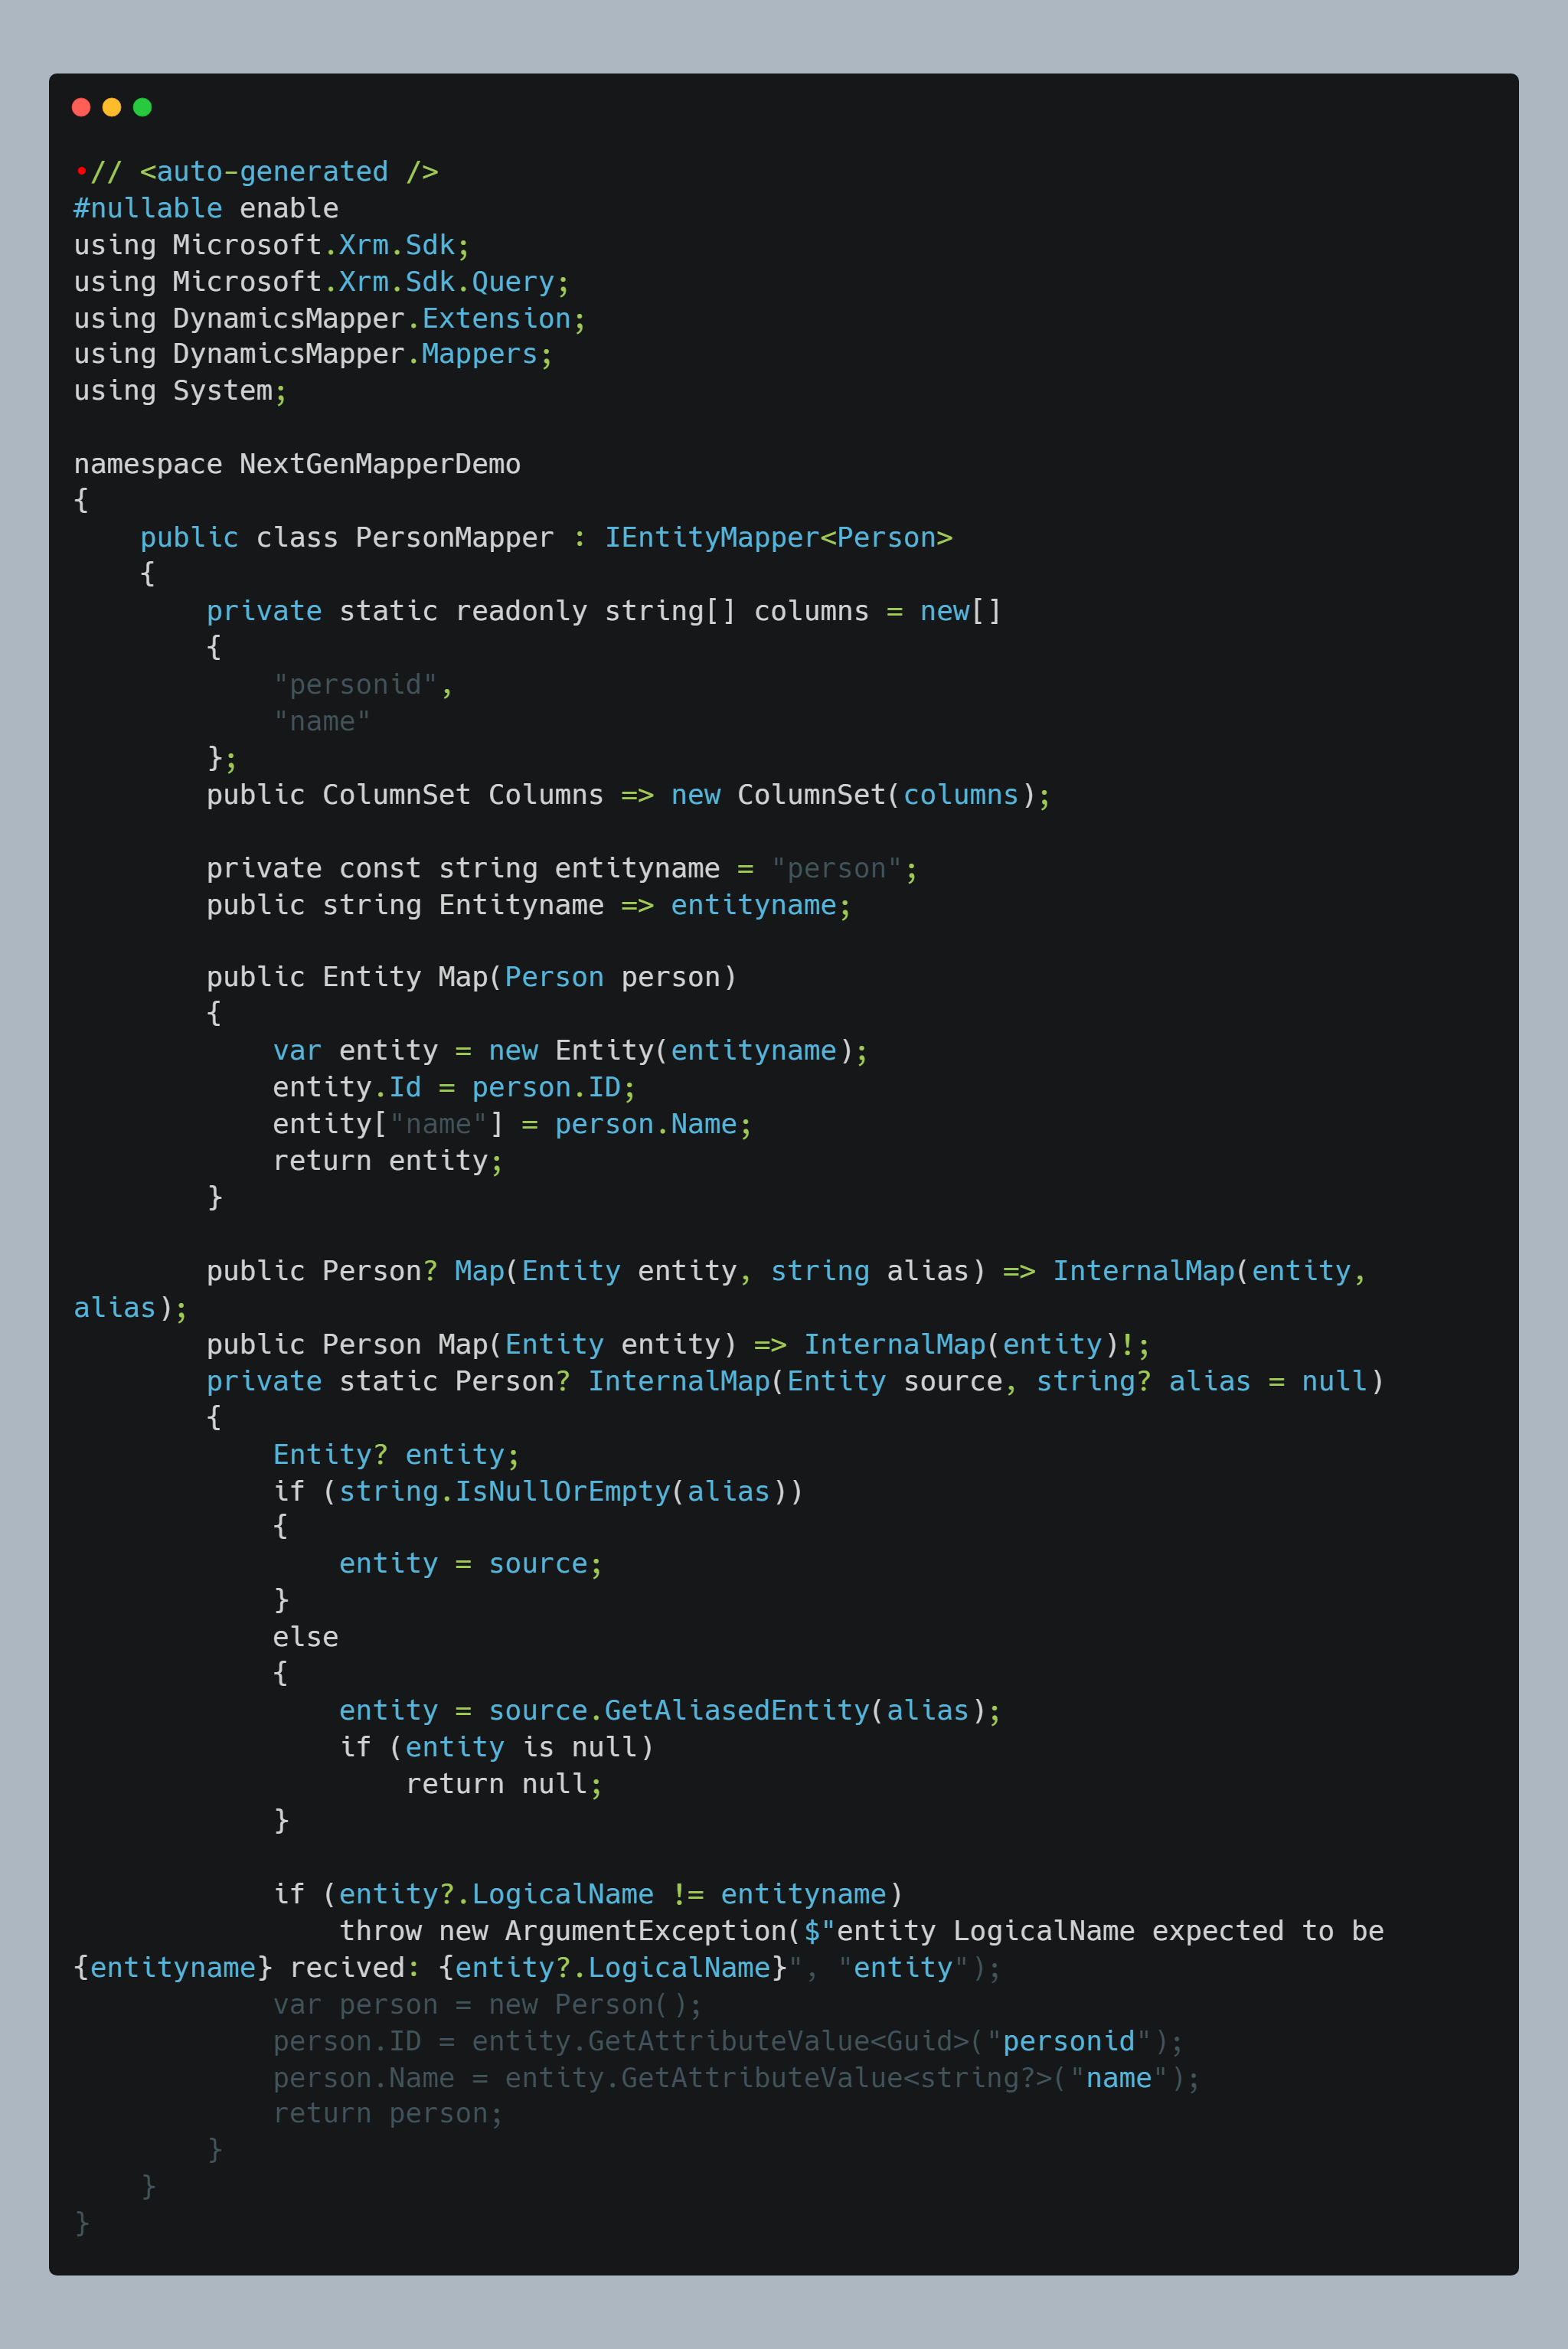 •// <auto-generated />
#nullable enable
using Microsoft.Xrm.Sdk;
using Microsoft.Xrm.Sdk.Query;
using DynamicsMapper.Extension;
using DynamicsMapper.Mappers;
using System;

namespace NextGenMapperDemo
{
    public class PersonMapper : IEntityMapper<Person>
    {
        private static readonly string[] columns = new[]
        {
            "personid",
            "name"
        };
        public ColumnSet Columns => new ColumnSet(columns);

        private const string entityname = "person";
        public string Entityname => entityname;

        public Entity Map(Person person)
        {
            var entity = new Entity(entityname);
            entity.Id = person.ID;
            entity["name"] = person.Name;
            return entity;
        }

        public Person? Map(Entity entity, string alias) => InternalMap(entity,
alias);
        public Person Map(Entity entity) => InternalMap(entity)!;
        private static Person? InternalMap(Entity source, string? alias = null)
        {
            Entity? entity;
            if (string.IsNullOrEmpty(alias))
            {
                entity = source;
            }
            else
            {
                entity = source.GetAliasedEntity(alias);
                if (entity is null)
                    return null;
            }

            if (entity?.LogicalName != entityname)
                throw new ArgumentException($"entity LogicalName expected to be
{entityname} recived: {entity?.LogicalName}", "entity");
            var person = new Person();
            person.ID = entity.GetAttributeValue<Guid>("personid");
            person.Name = entity.GetAttributeValue<string?>("name");
            return person;
        }
    }
}